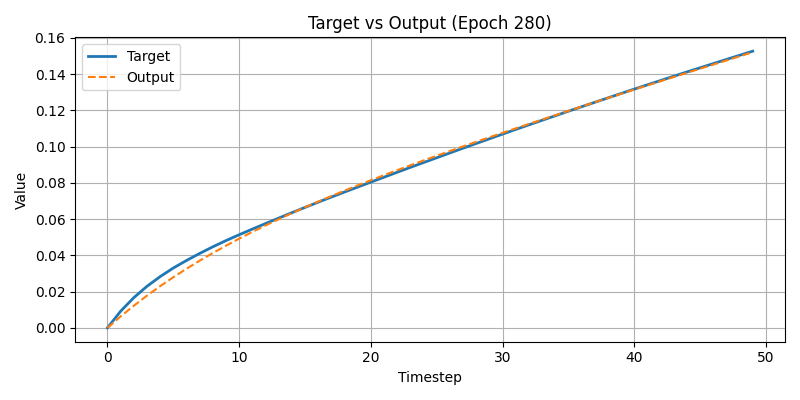 Target vs Output (Epoch 280)
Target
Output
Value
0.16
0.14
0.12
0.10
0.08
0.06
0.04
0.02
0.00
0 10 20 30 40 50
Timestep